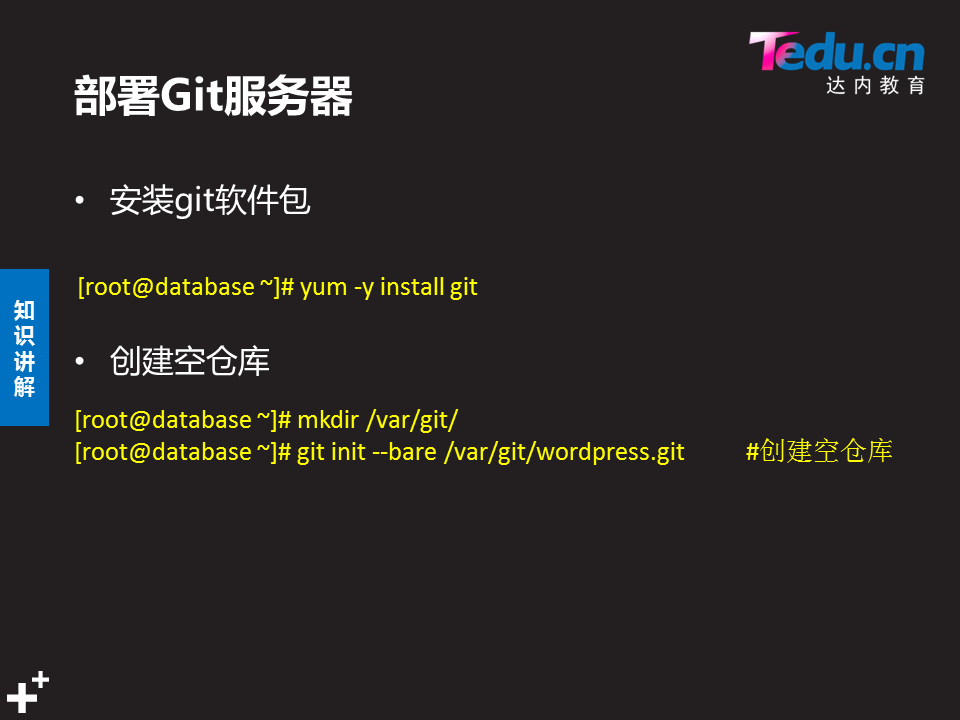 Tedu.cn
达内教育
部署Git服务器
• 安装git软件包
[root@database ~]# yum -y install git
知识讲解
• 创建空仓库
[root@database ~]# mkdir /var/git/
[root@database ~]# git init --bare /var/git/wordpress.git #创建空仓库